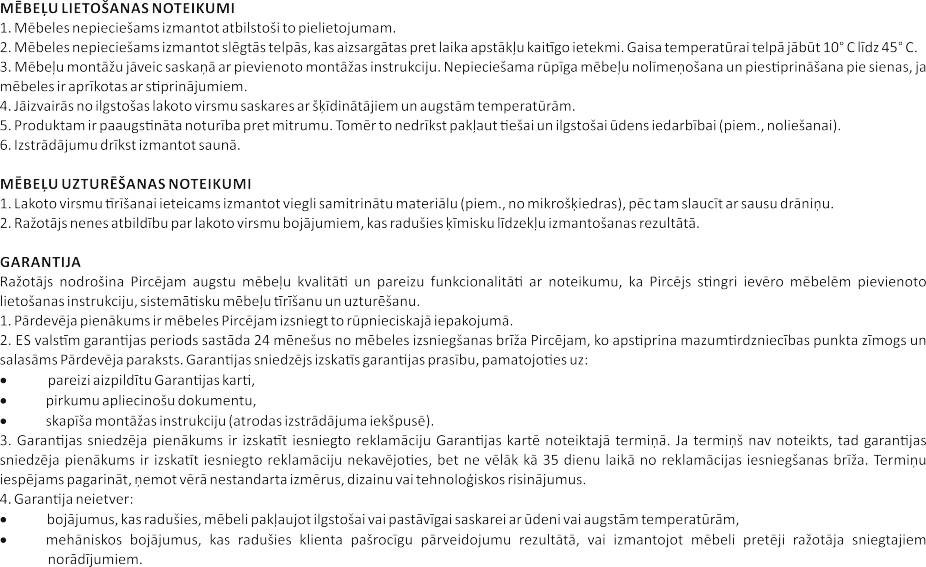 MĒBEĻU LIETOŠANAS NOTEIKUMI
1. Mēbeles nepieciešams izmantot atbilstoši to pielietojumam.
2. Mēbeles nepieciešams izmantot slēgtās telpās, kas aizsargātas pret laika apstākļu kaitīgo ietekmi. Gaisa temperatūrai telpā jābūt 10° C līdz 45° C.
3. Mēbeļu montāžu jāveic saskaņā ar pievienoto montāžas instrukciju. Nepieciešama rūpīga mēbeļu nolīmeņošana un piestiprināšana pie sienas, ja
mēbeles ir aprīkotas ar stiprinājumiem.
4. Jāizvairās no ilgstošas lakoto virsmu saskares ar šķīdinātājiem un augstām temperatūrām.
5. Produktam ir paaugstināta noturība pret mitrumu. Tomēr to nedrīkst pakļaut tiešai un ilgstošai ūdens iedarbībai (piem., noliešanai).
6. Izstrādājumu drīkst izmantot saunā.
MĒBEĻU UZTURĒŠANAS NOTEIKUMI
1. Lakoto virsmu tīrīšanai ieteicams izmantot viegli samitrinātu materiālu (piem., no mikrošķiedras), pēc tam slaucīt ar sausu drāniņu.
2. Ražotājs nenes atbildību par lakoto virsmu bojājumiem, kas radušies ķīmisku līdzekļu izmantošanas rezultātā.
GARANTIJA
Ražotājs nodrošina Pircējam augstu mēbeļu kvalitāti un pareizu funkcionalitāti ar noteikumu, ka Pircējs stingri ievēro mēbelēm pievienoto
lietošanas instrukciju, sistemātisku mēbeļu tīrīšanu un uzturēšanu.
1. Pārdevēja pienākums ir mēbeles Pircējam izsniegt to rūpnieciskajā iepakojumā.
2. ES valstīm garantijas periods sastāda 24 mēnešus no mēbeles izsniegšanas brīža Pircējam, ko apstiprina mazumtirdzniecības punkta zīmogs un
salasāms Pārdevēja paraksts. Garantijas sniedzējs izskatīs garantijas prasību, pamatojoties uz:
• pareizi aizpildītu Garantijas karti,
• pirkumu apliecinošu dokumentu,
• skapīša montāžas instrukciju (atrodas izstrādājuma iekšpusē).
3. Garantijas sniedzēja pienākums ir izskatīt iesniegto reklamāciju Garantijas kartē noteiktajā termiņā. Ja termiņš nav noteikts, tad garantijas
sniedzēja pienākums ir izskatīt iesniegto reklamāciju nekavējoties, bet ne vēlāk kā 35 dienu laikā no reklamācijas iesniegšanas brīža. Termiņu
iespējams pagarināt, ņemot vērā nestandarta izmērus, dizainu vai tehnoloģiskos risinājumus.
4. Garantija neietver:
• bojājumus, kas radušies, mēbeli pakļaujot ilgstošai vai pastāvīgai saskarei ar ūdeni vai augstām temperatūrām,
• mehāniskos bojājumus, kas radušies klienta pašrocīgu pārveidojumu rezultātā, vai izmantojot mēbeli pretēji ražotāja sniegtajiem
norādījumiem.